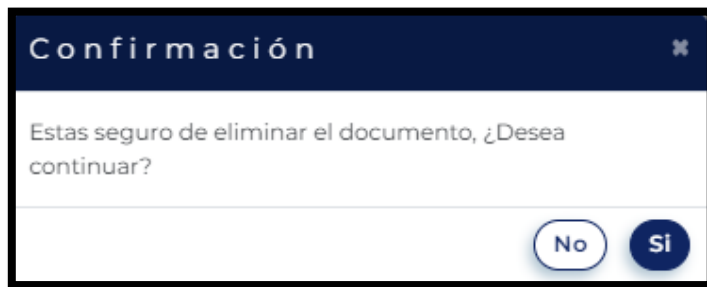 Confirmación
Estas seguro de eliminar el documento, ¿Desea
continuar?
No
Si